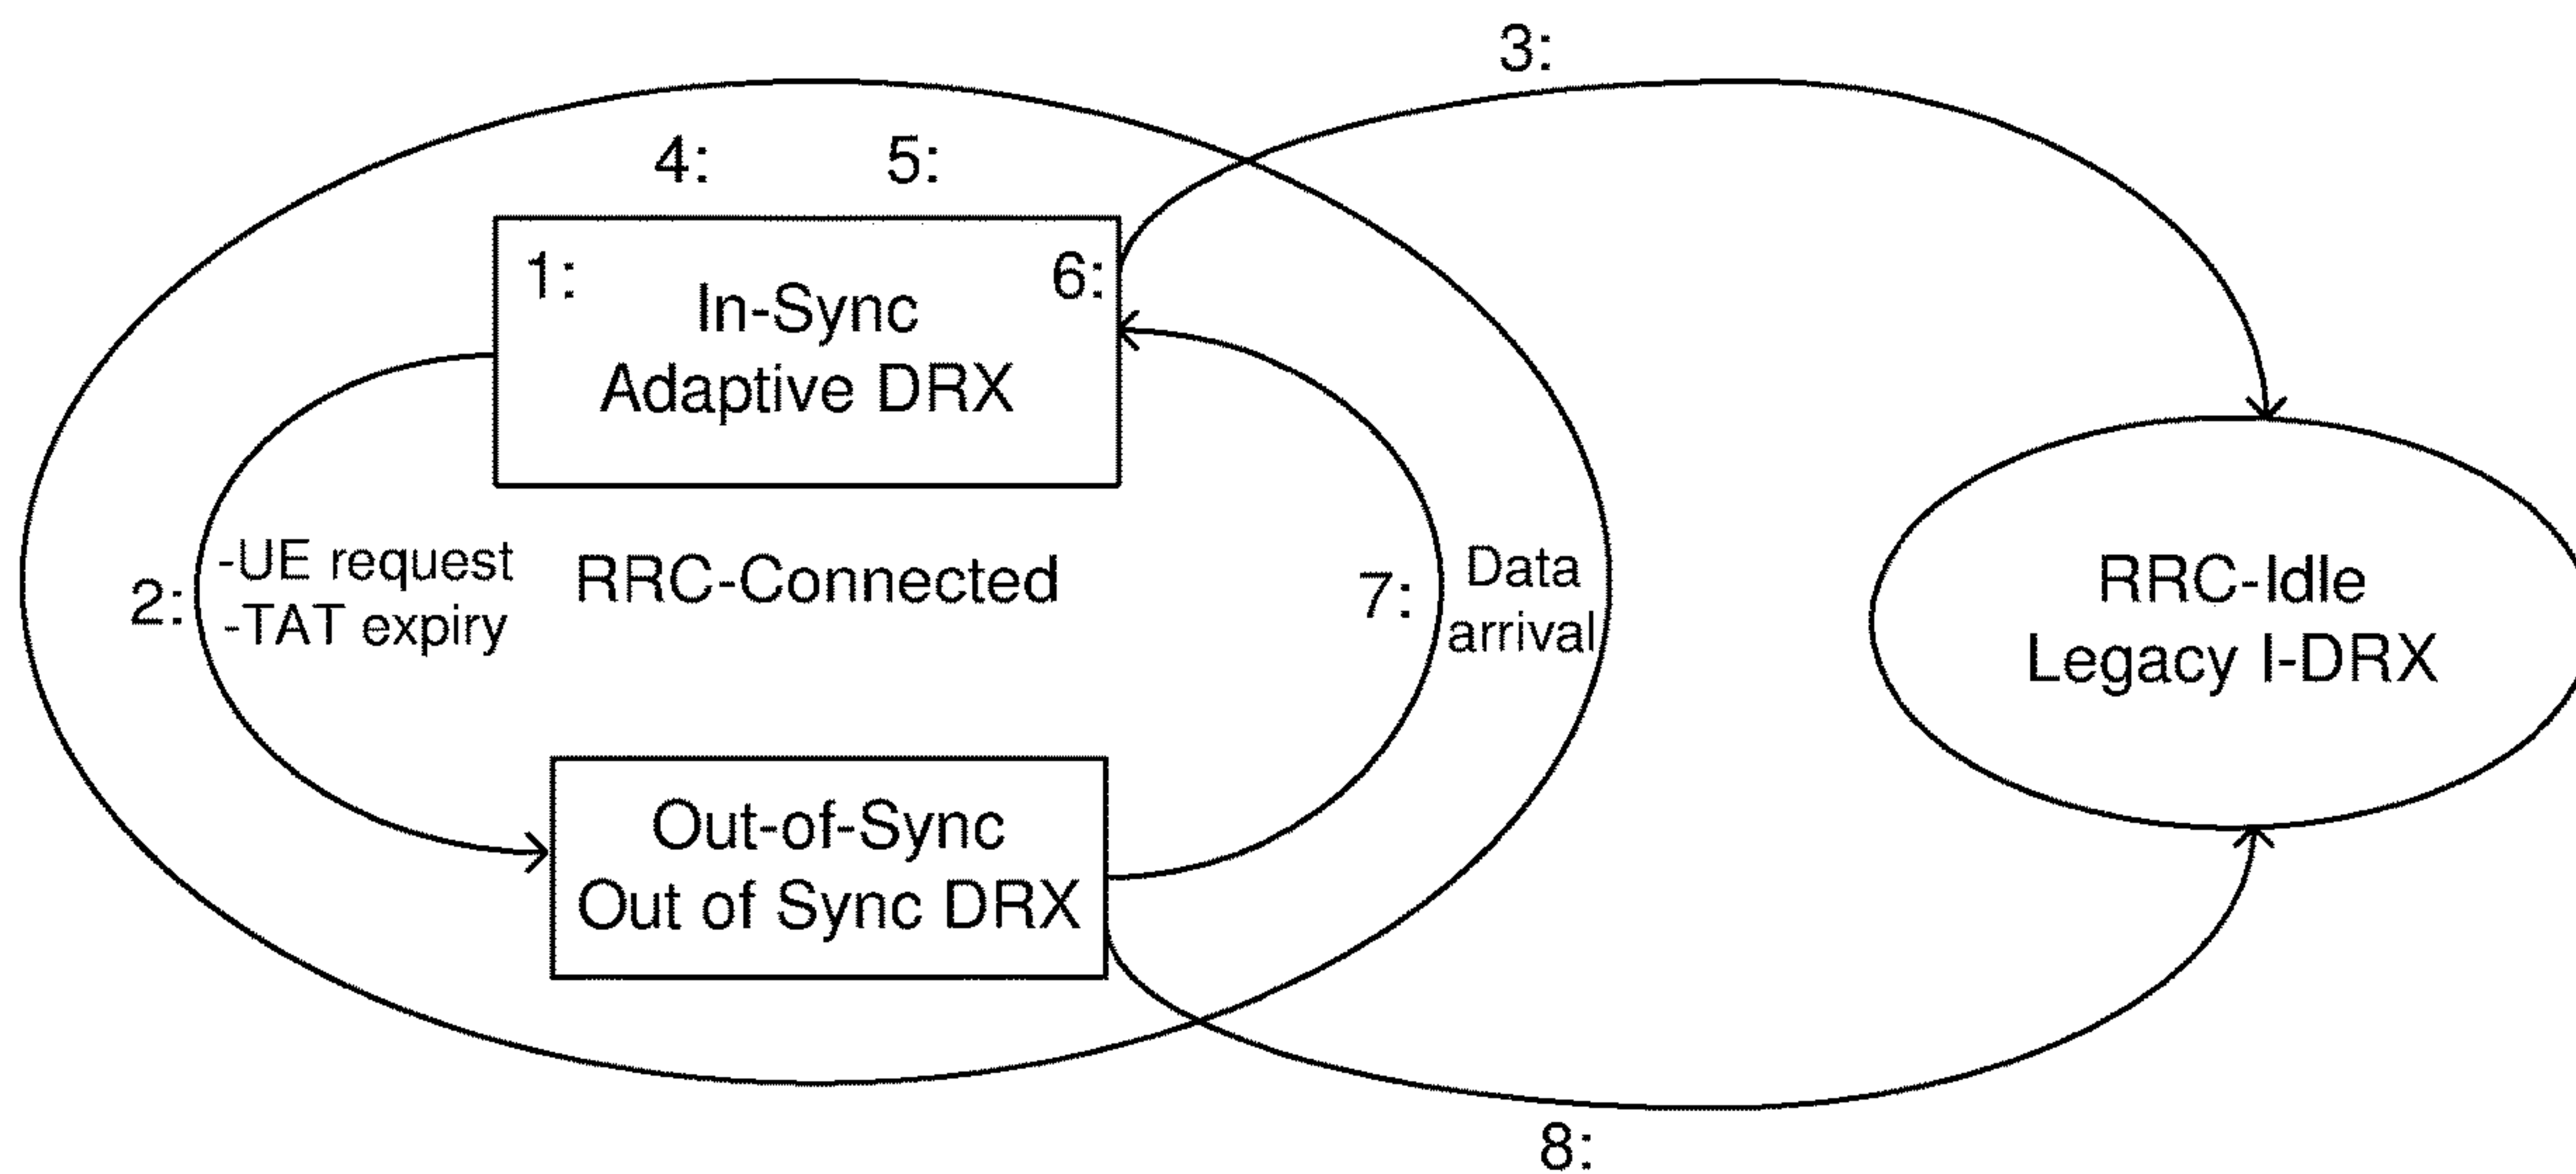 3:
4:
5:
1:
6:
In-Sync
Adaptive DRX
2:
-UE request
-TAT expiry
RRC-Connected
7:
Data
arrival
RRC-Idle
Legacy I-DRX
Out-of-Sync
Out of Sync DRX
8: